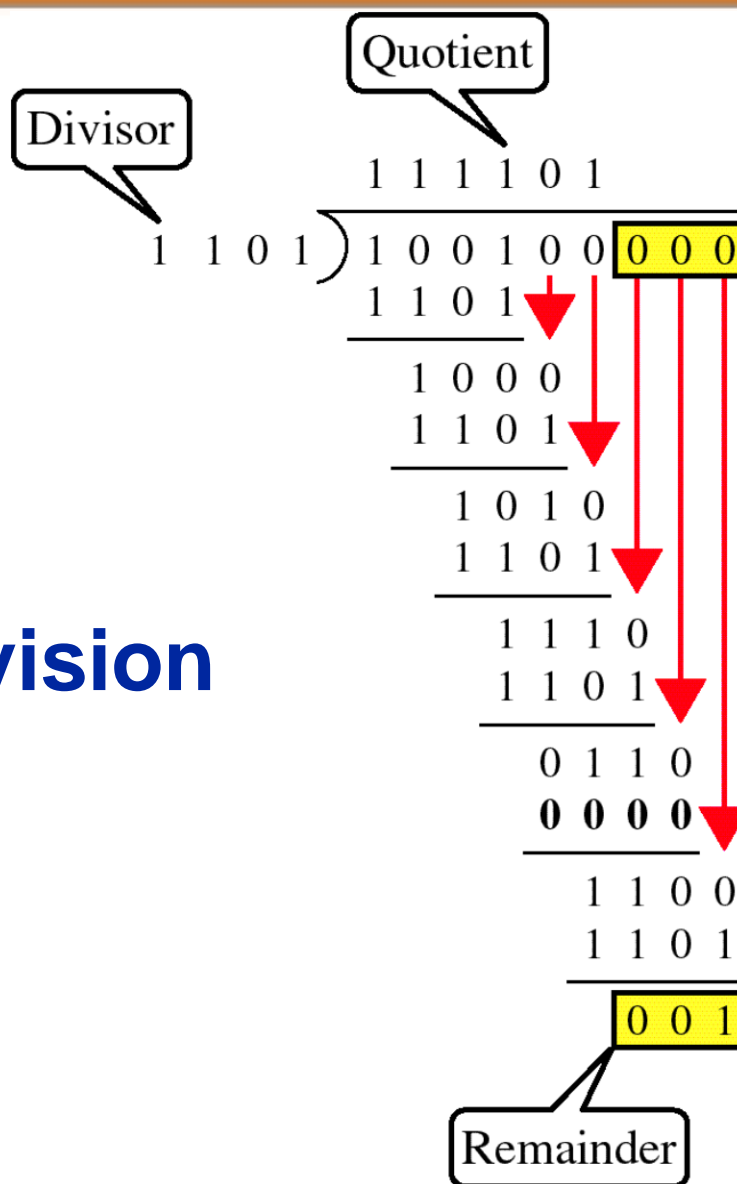 Quotient
Divisor
1 1 1 1 0 1
1 1 0 1 ) 1 0 0 1 0 0 0 0 0
1 1 0 1
1 0 0 0
1 1 0 1
1 0 1 0
1 1 0 1
1 1 1 0
vision
1 1 0 1
0 1 1 0
0 0 0 0
1 1 0 0
1 1 0 1
0 0 1
Remainder